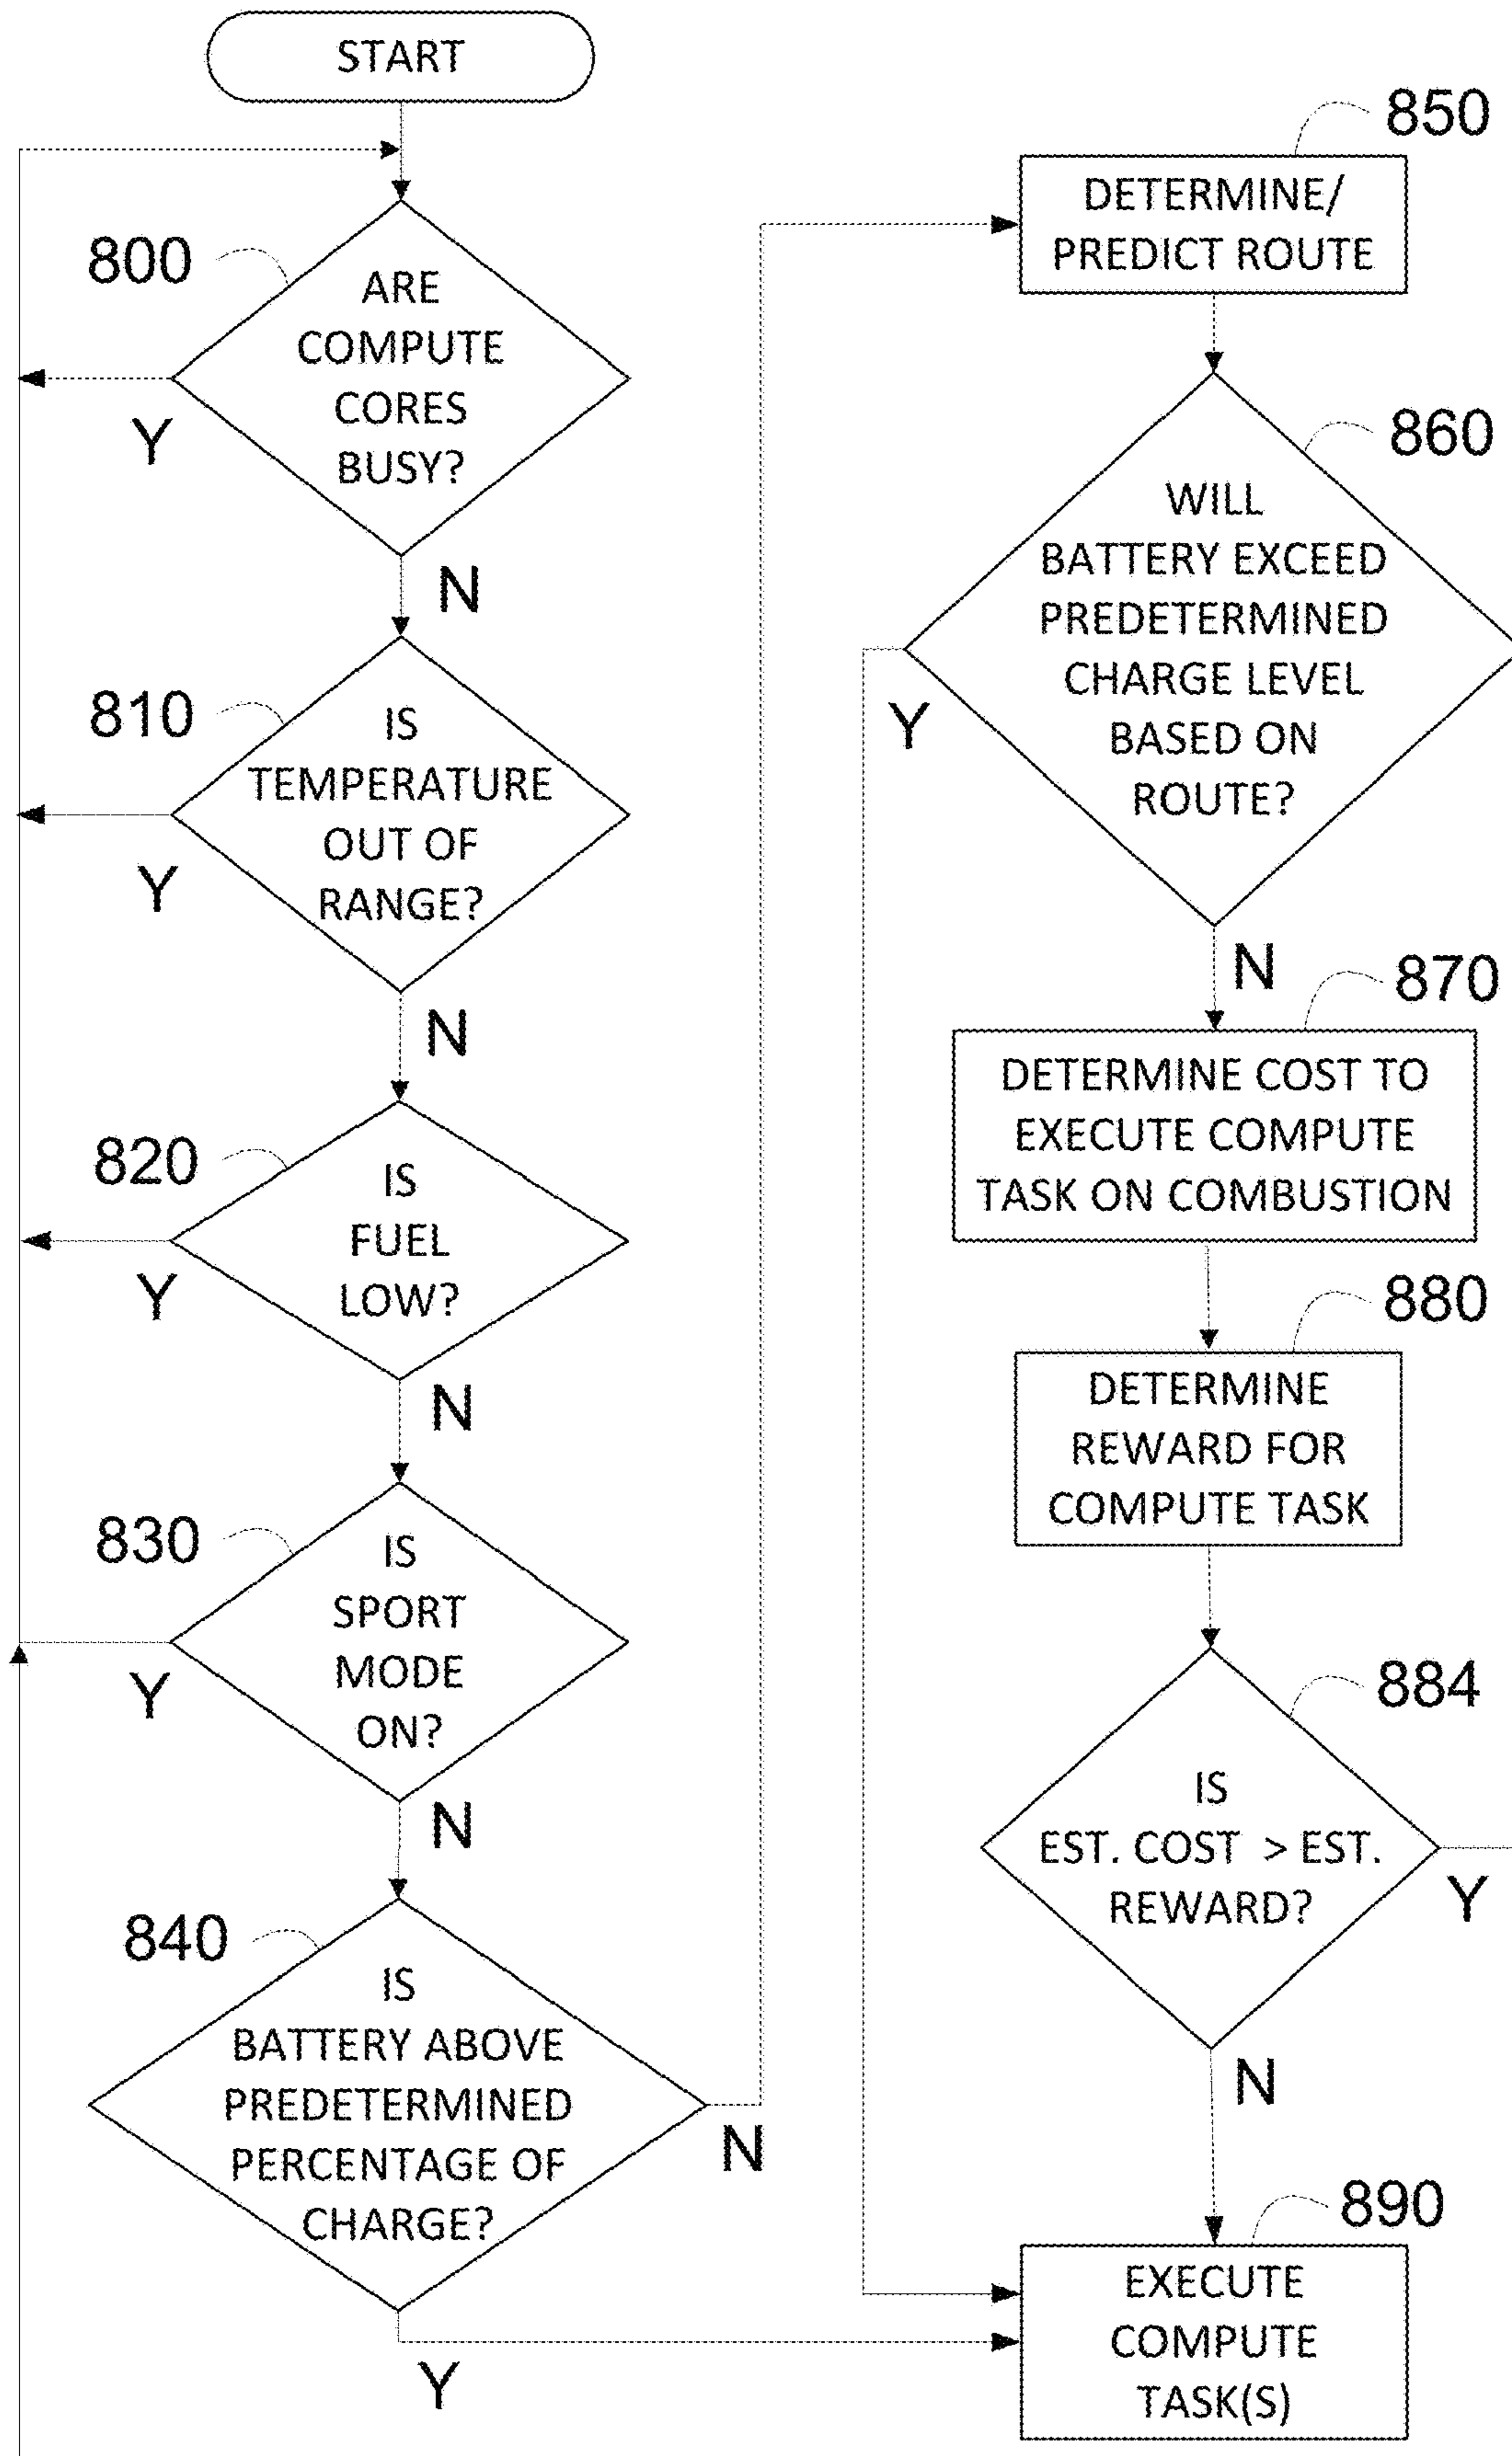 START
800
ARE
COMPUTE
CORES
BUSY?
Y
N
810
IS
TEMPERATURE
OUT OF
RANGE?
Y
N
820
IS
FUEL
LOW?
Y
N
830
IS
SPORT
MODE
ON?
Y
N
840
IS
BATTERY ABOVE
PREDETERMINED
PERCENTAGE OF
CHARGE?
N
Y
850
DETERMINE/
PREDICT ROUTE
860
WILL
BATTERY EXCEED
PREDETERMINED
CHARGE LEVEL
BASED ON
ROUTE?
Y
N
870
DETERMINE COST TO
EXECUTE COMPUTE
TASK ON COMBUSTION
880
DETERMINE
REWARD FOR
COMPUTE TASK
884
IS
EST. COST > EST.
REWARD?
Y
N
890
EXECUTE
COMPUTE
TASK(S)